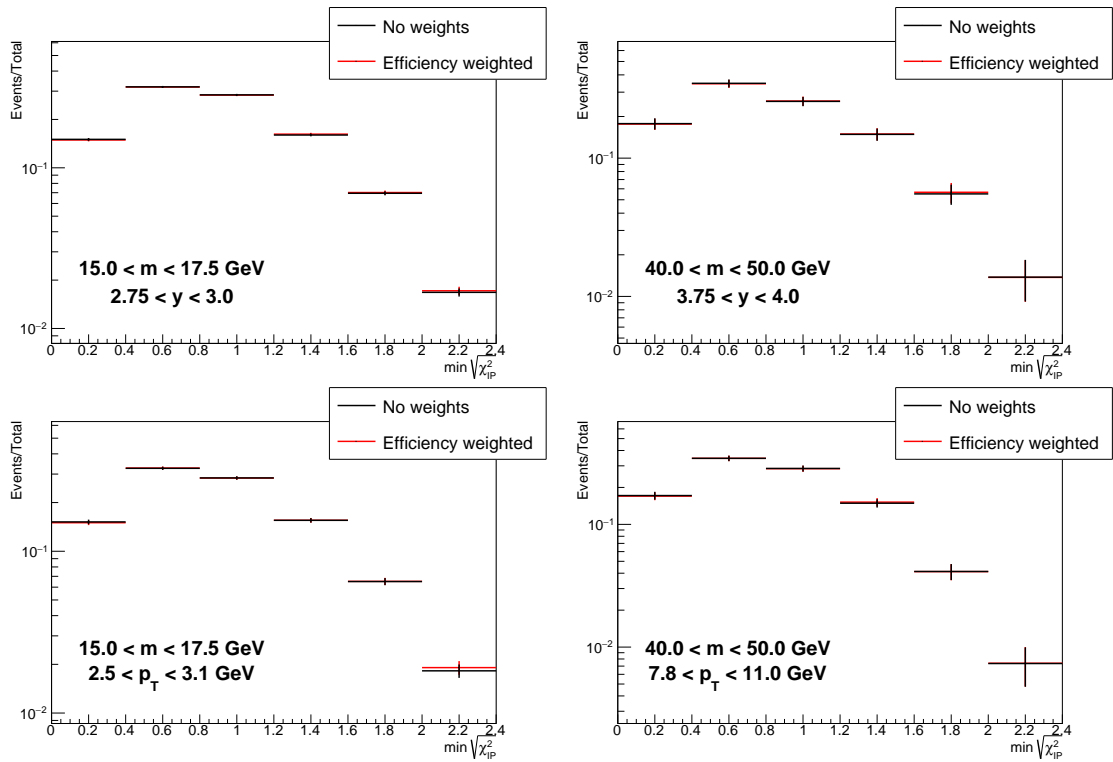 No weights
Efficiency weighted
Events/Total
10⁻¹
10⁻²
15.0 < m < 17.5 GeV
2.75 < y < 3.0
0 0.2 0.4 0.6 0.8 1 1.2 1.4 1.6 1.8 2 2.2 2.4
min √χ²_IP
No weights
Efficiency weighted
Events/Total
10⁻¹
10⁻²
40.0 < m < 50.0 GeV
3.75 < y < 4.0
0 0.2 0.4 0.6 0.8 1 1.2 1.4 1.6 1.8 2 2.2 2.4
min √χ²_IP
No weights
Efficiency weighted
Events/Total
10⁻¹
10⁻²
15.0 < m < 17.5 GeV
2.5 < p_T < 3.1 GeV
0 0.2 0.4 0.6 0.8 1 1.2 1.4 1.6 1.8 2 2.2 2.4
min √χ²_IP
No weights
Efficiency weighted
Events/Total
10⁻¹
10⁻²
40.0 < m < 50.0 GeV
7.8 < p_T < 11.0 GeV
0 0.2 0.4 0.6 0.8 1 1.2 1.4 1.6 1.8 2 2.2 2.4
min √χ²_IP